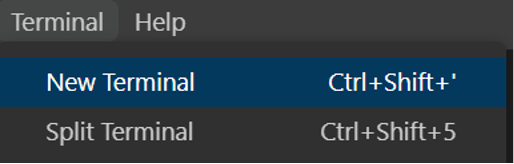 Terminal Help
New Terminal Ctrl+Shift+'
Split Terminal Ctrl+Shift+5